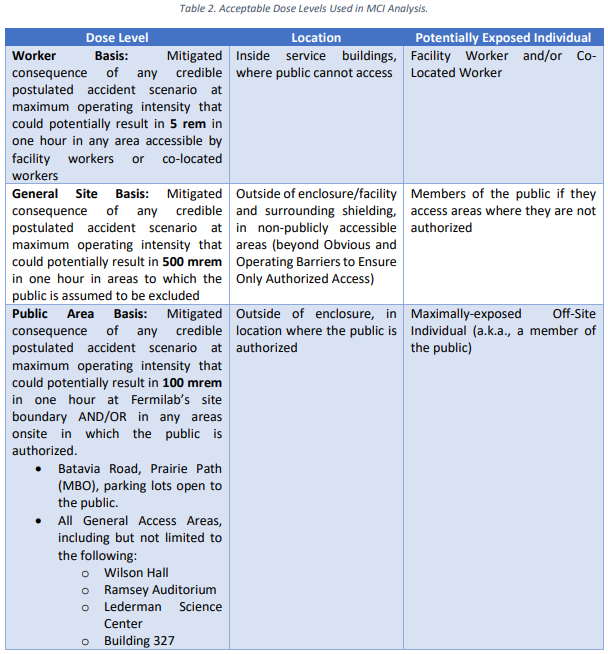 Table 2. Acceptable Dose Levels Used in MCI Analysis.
Dose Level
Location
Potentially Exposed Individual
Worker Basis: Mitigated
consequence of any credible
postulated accident scenario at
maximum operating intensity that
could potentially result in 5 rem in
one hour in any area accessible by
facility workers or co-located
workers
Inside service buildings,
where public cannot access
Facility Worker and/or Co-
Located Worker
General Site Basis: Mitigated
consequence of any credible
postulated accident scenario at
maximum operating intensity that
could potentially result in 500 mrem
in one hour in areas to which the
public is assumed to be excluded
Outside of enclosure/facility
and surrounding shielding,
in non-publicly accessible
areas (beyond Obvious and
Operating Barriers to Ensure
Only Authorized Access)
Members of the public if they
access areas where they are not
authorized
Public Area Basis: Mitigated
consequence of any credible
postulated accident scenario at
maximum operating intensity that
could potentially result in 100 mrem
in one hour at Fermilab's site
boundary AND/OR in any areas
onsite in which the public is
authorized.
• Batavia Road, Prairie Path
(MBO), parking lots open to
the public.
• All General Access Areas,
including but not limited to
the following:
o Wilson Hall
o Ramsey Auditorium
o Lederman Science
Center
o Building 327
Outside of enclosure, in
location where the public is
authorized
Maximally-exposed Off-Site
Individual (a.k.a., a member of
the public)